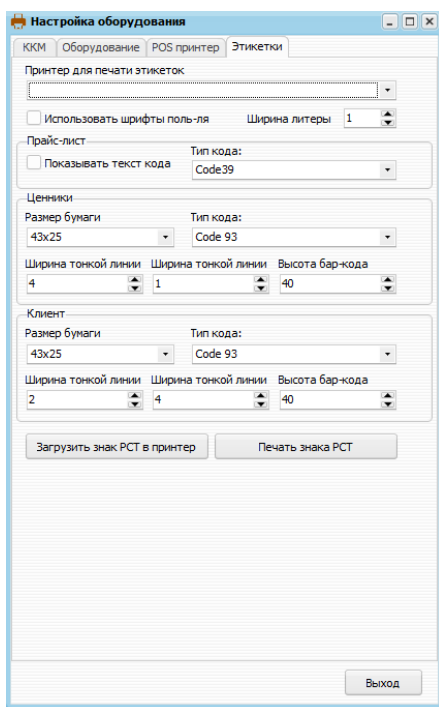 Настройка оборудования
ККМ Оборудование POS принтер Этикетки
Принтер для печати этикеток
Использовать шрифты поль-ля Ширина литеры 1
Прайс-лист
Тип кода:
Показывать текст кода Code39
Ценники
Размер бумаги Тип кода:
43x25 Code 93
Ширина тонкой линии Ширина тонкой линии Высота бар-кода
4 1 40
Клиент
Размер бумаги Тип кода:
43x25 Code 93
Ширина тонкой линии Ширина тонкой линии Высота бар-кода
2 4 40
Загрузить знак РСТ в принтер Печать знака РСТ
Выход